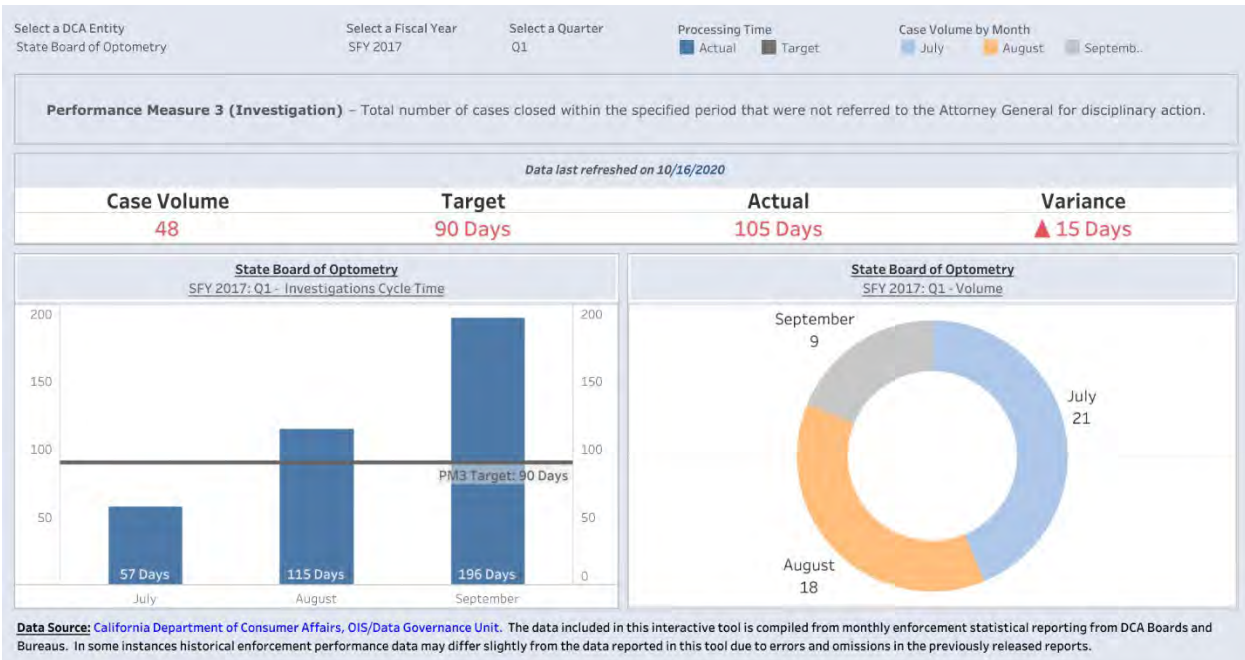 Select a DCA Entity
State Board of Optometry
Select a Fiscal Year
SFY 2017
Select a Quarter
Q1
Processing Time
Actual
Target
Case Volume by Month
July
August
Septemb..
Performance Measure 3 (Investigation) – Total number of cases closed within the specified period that were not referred to the Attorney General for disciplinary action.
Data last refreshed on 10/16/2020
Case Volume
Target
Actual
Variance
48
90 Days
105 Days
▲ 15 Days
State Board of Optometry
SFY 2017: Q1 - Investigations Cycle Time
200
150
100
50
200
150
100
50
0
PM3 Target: 90 Days
57 Days
115 Days
196 Days
July
August
September
State Board of Optometry
SFY 2017: Q1 - Volume
September
9
July
21
August
18
Data Source: California Department of Consumer Affairs, OIS/Data Governance Unit. The data included in this interactive tool is compiled from monthly enforcement statistical reporting from DCA Boards and
Bureaus. In some instances historical enforcement performance data may differ slightly from the data reported in this tool due to errors and omissions in the previously released reports.